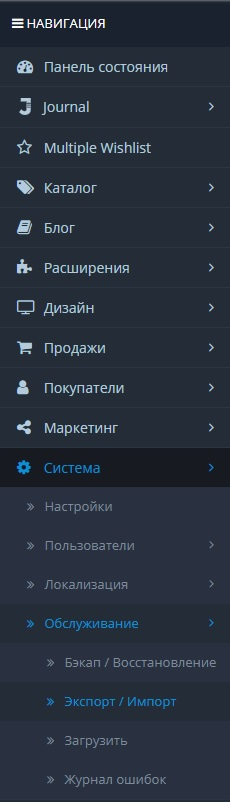 НАВИГАЦИЯ
Панель состояния
Journal
Multiple Wishlist
Каталог
Блог
Расширения
Дизайн
Продажи
Покупатели
Маркетинг
Система
Настройки
Пользователи
Локализация
Обслуживание
Бэкап / Восстановление
Экспорт / Импорт
Загрузить
Журнал ошибок